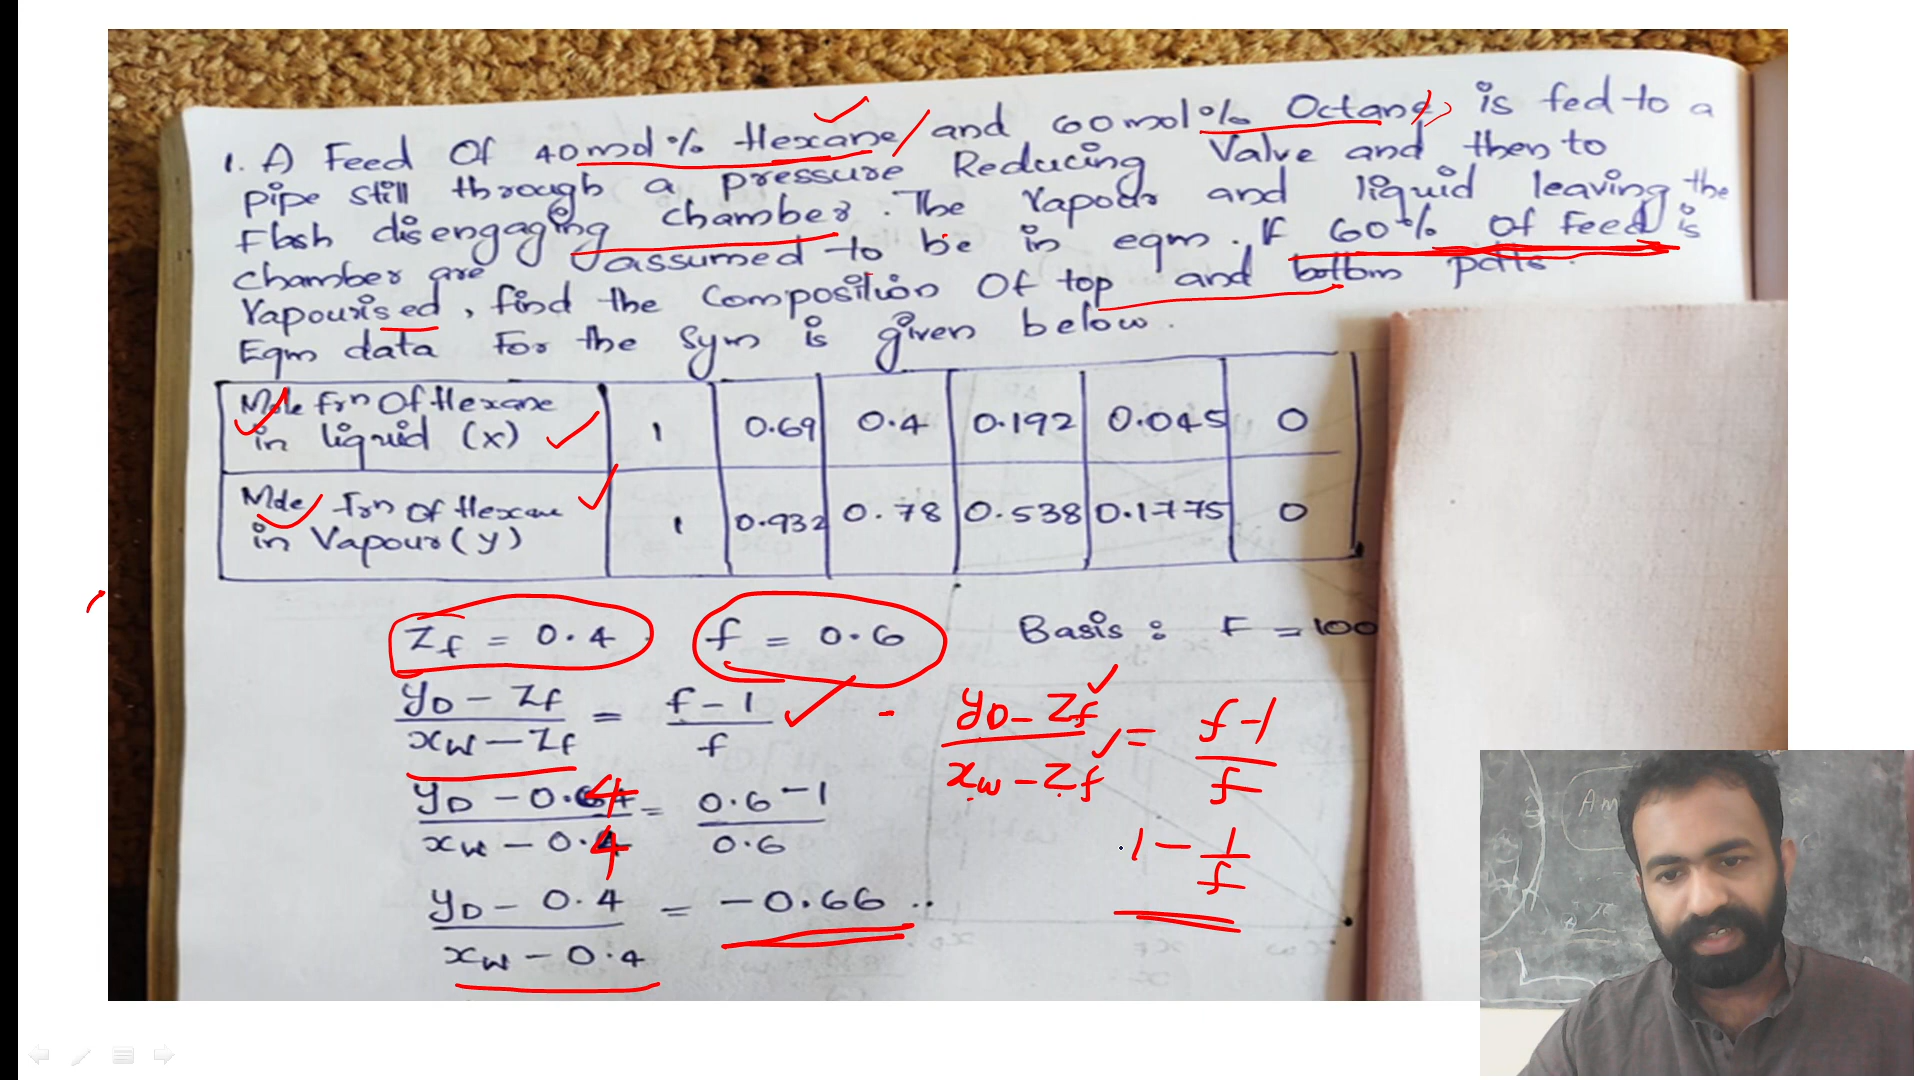 1. A Feed Of 40mol% Hexane and 60mol% Octane is fed to a
pipe still through a pressure Reducing Valve and then to
Flash disengaging chamber. The Vapour and liquid leaving the
chamber are assumed to be in eqm. If 60% Of Feed is
Vapourised, find the Composition Of top and bottom pdts.
Eqm data For the sym is given below.
Mole frn Of Hexane
in liquid (x) 1 0.69 0.4 0.192 0.045 0
Mole Frn Of Hexane
in Vapour (y) 1 0.932 0.78 0.538 0.1775 0
Zf = 0.4 f = 0.6 Basis : F = 100
yD - Zf / xW - Zf = f - 1 / f
yD - 0.4 / xW - 0.4 = 0.6 - 1 / 0.6
yD - 0.4 / xW - 0.4 = -0.66
yD - Zf / xW - Zf = f - 1 / f
1 - 1 / f